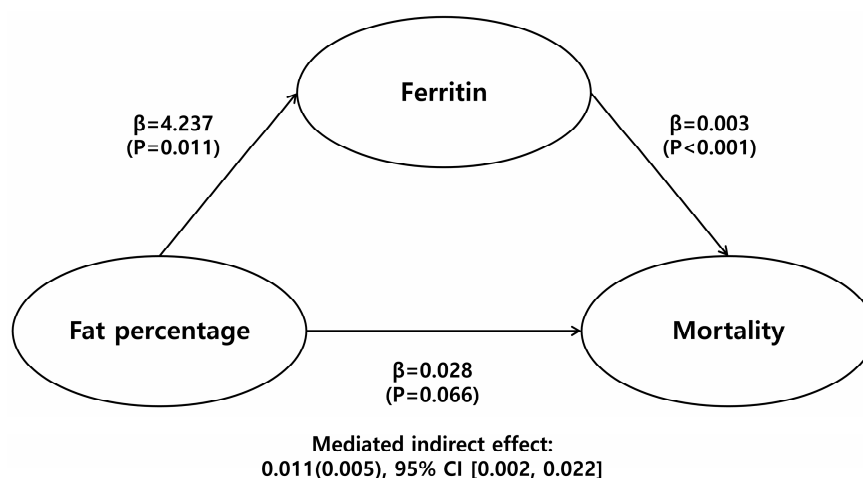 Ferritin
β=4.237
(P=0.011)
β=0.003
(P<0.001)
Fat percentage
Mortality
β=0.028
(P=0.066)
Mediated indirect effect:
0.011(0.005), 95% CI [0.002, 0.022]